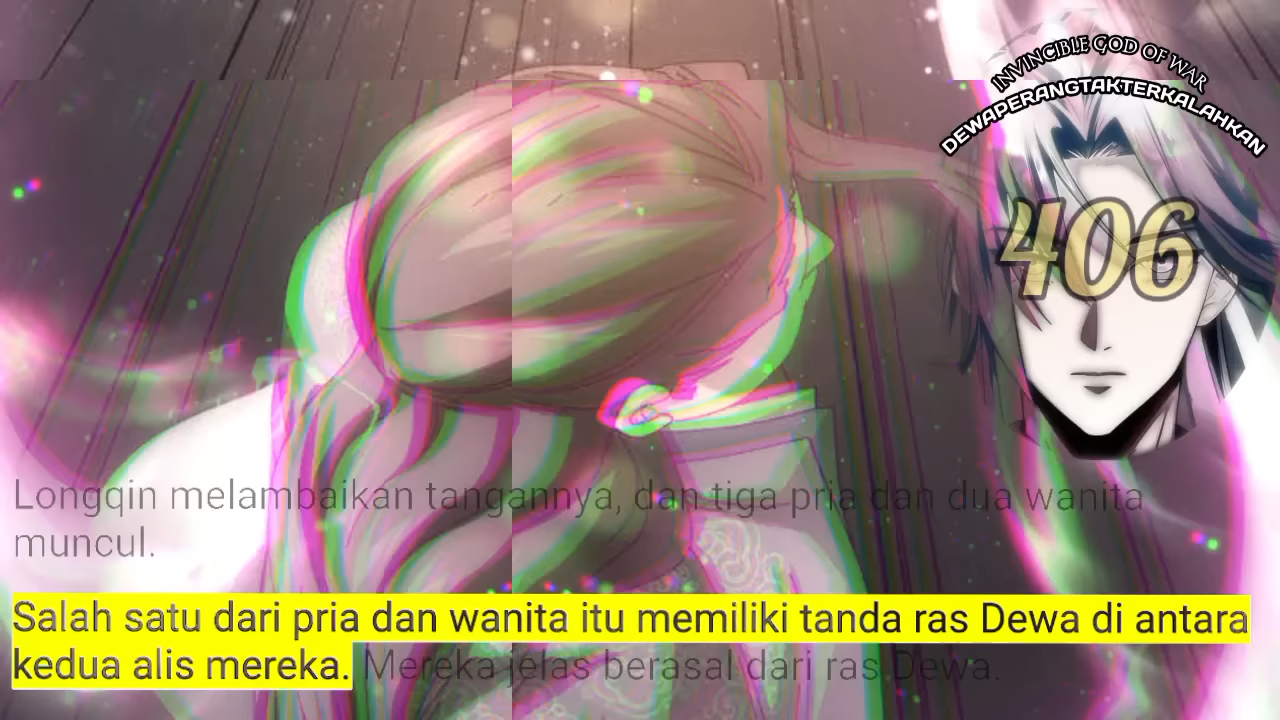 INVINCIBLE GOD OF WAR
DEWAPERANGTAKTERKALAHKAN
406
Longqin melambaikan tangannya, dan tiga pria dan dua wanita
muncul.
Salah satu dari pria dan wanita itu memiliki tanda ras Dewa di antara
kedua alis mereka. Mereka jelas berasal dari ras Dewa.